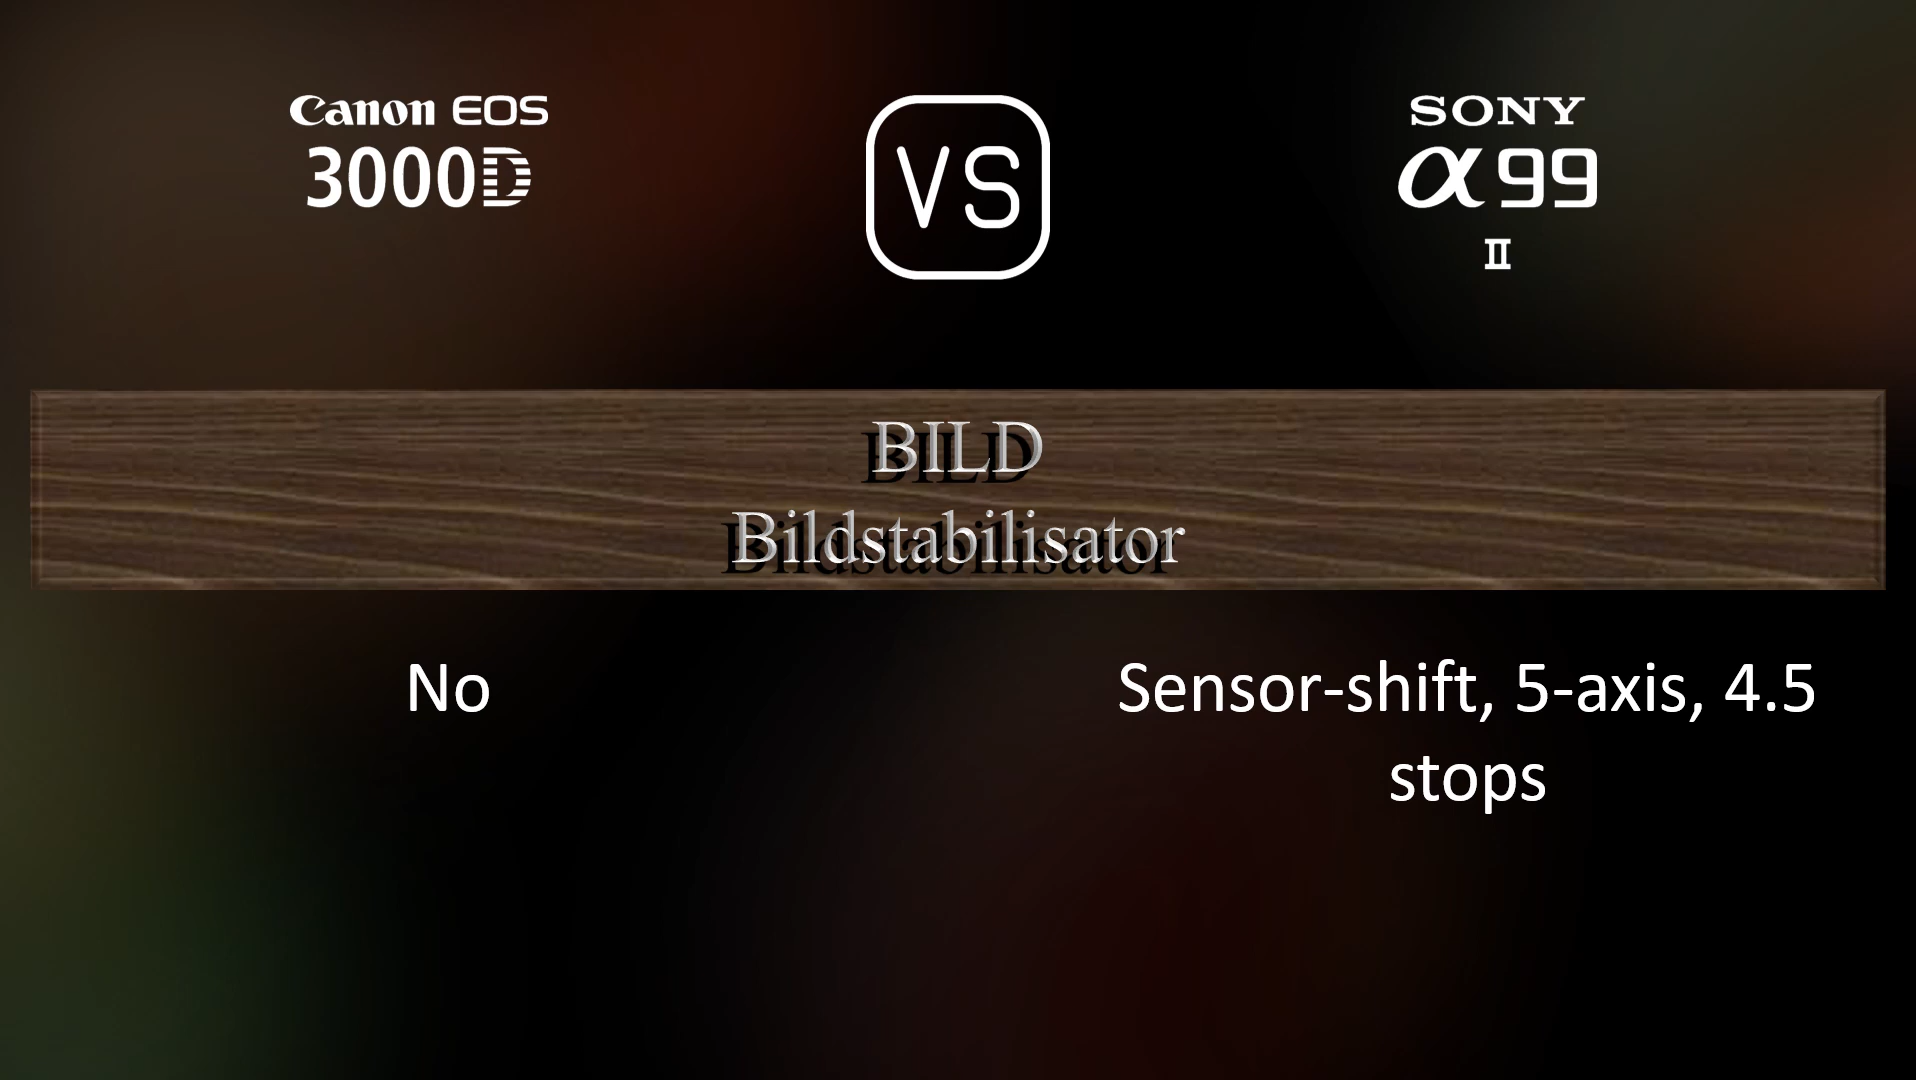 Canon EOS
3000D
VS
SONY
α99
II
BILD
Bildstabilisator
No
Sensor-shift, 5-axis, 4.5
stops